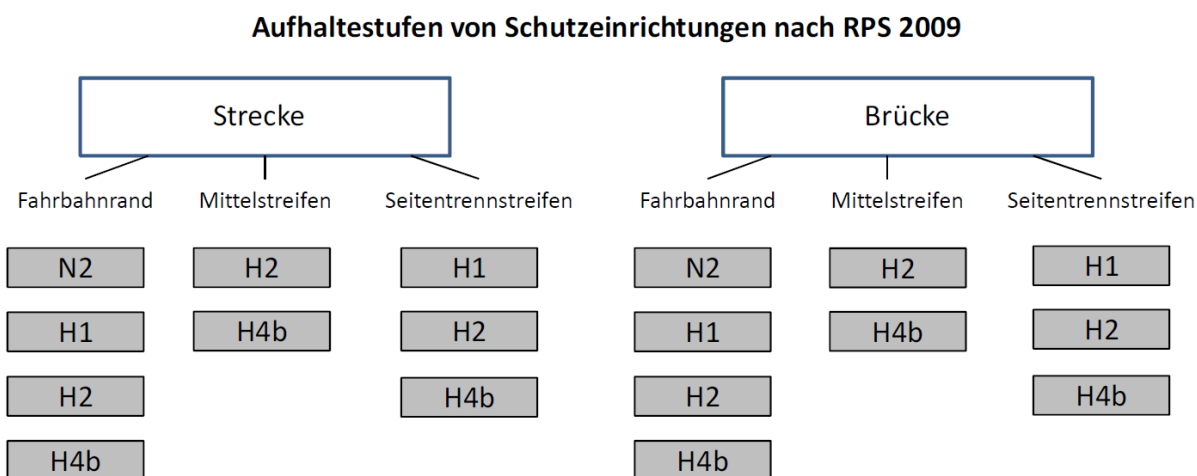 Aufhaltestufen von Schutzeinrichtungen nach RPS 2009
Strecke
Brücke
Fahrbahnrand Mittelstreifen Seitentrennstreifen
Fahrbahnrand Mittelstreifen Seitentrennstreifen
N2 H2 H1
N2 H2 H1
H1 H4b H2
H1 H4b H2
H2 H4b
H2 H4b
H4b
H4b